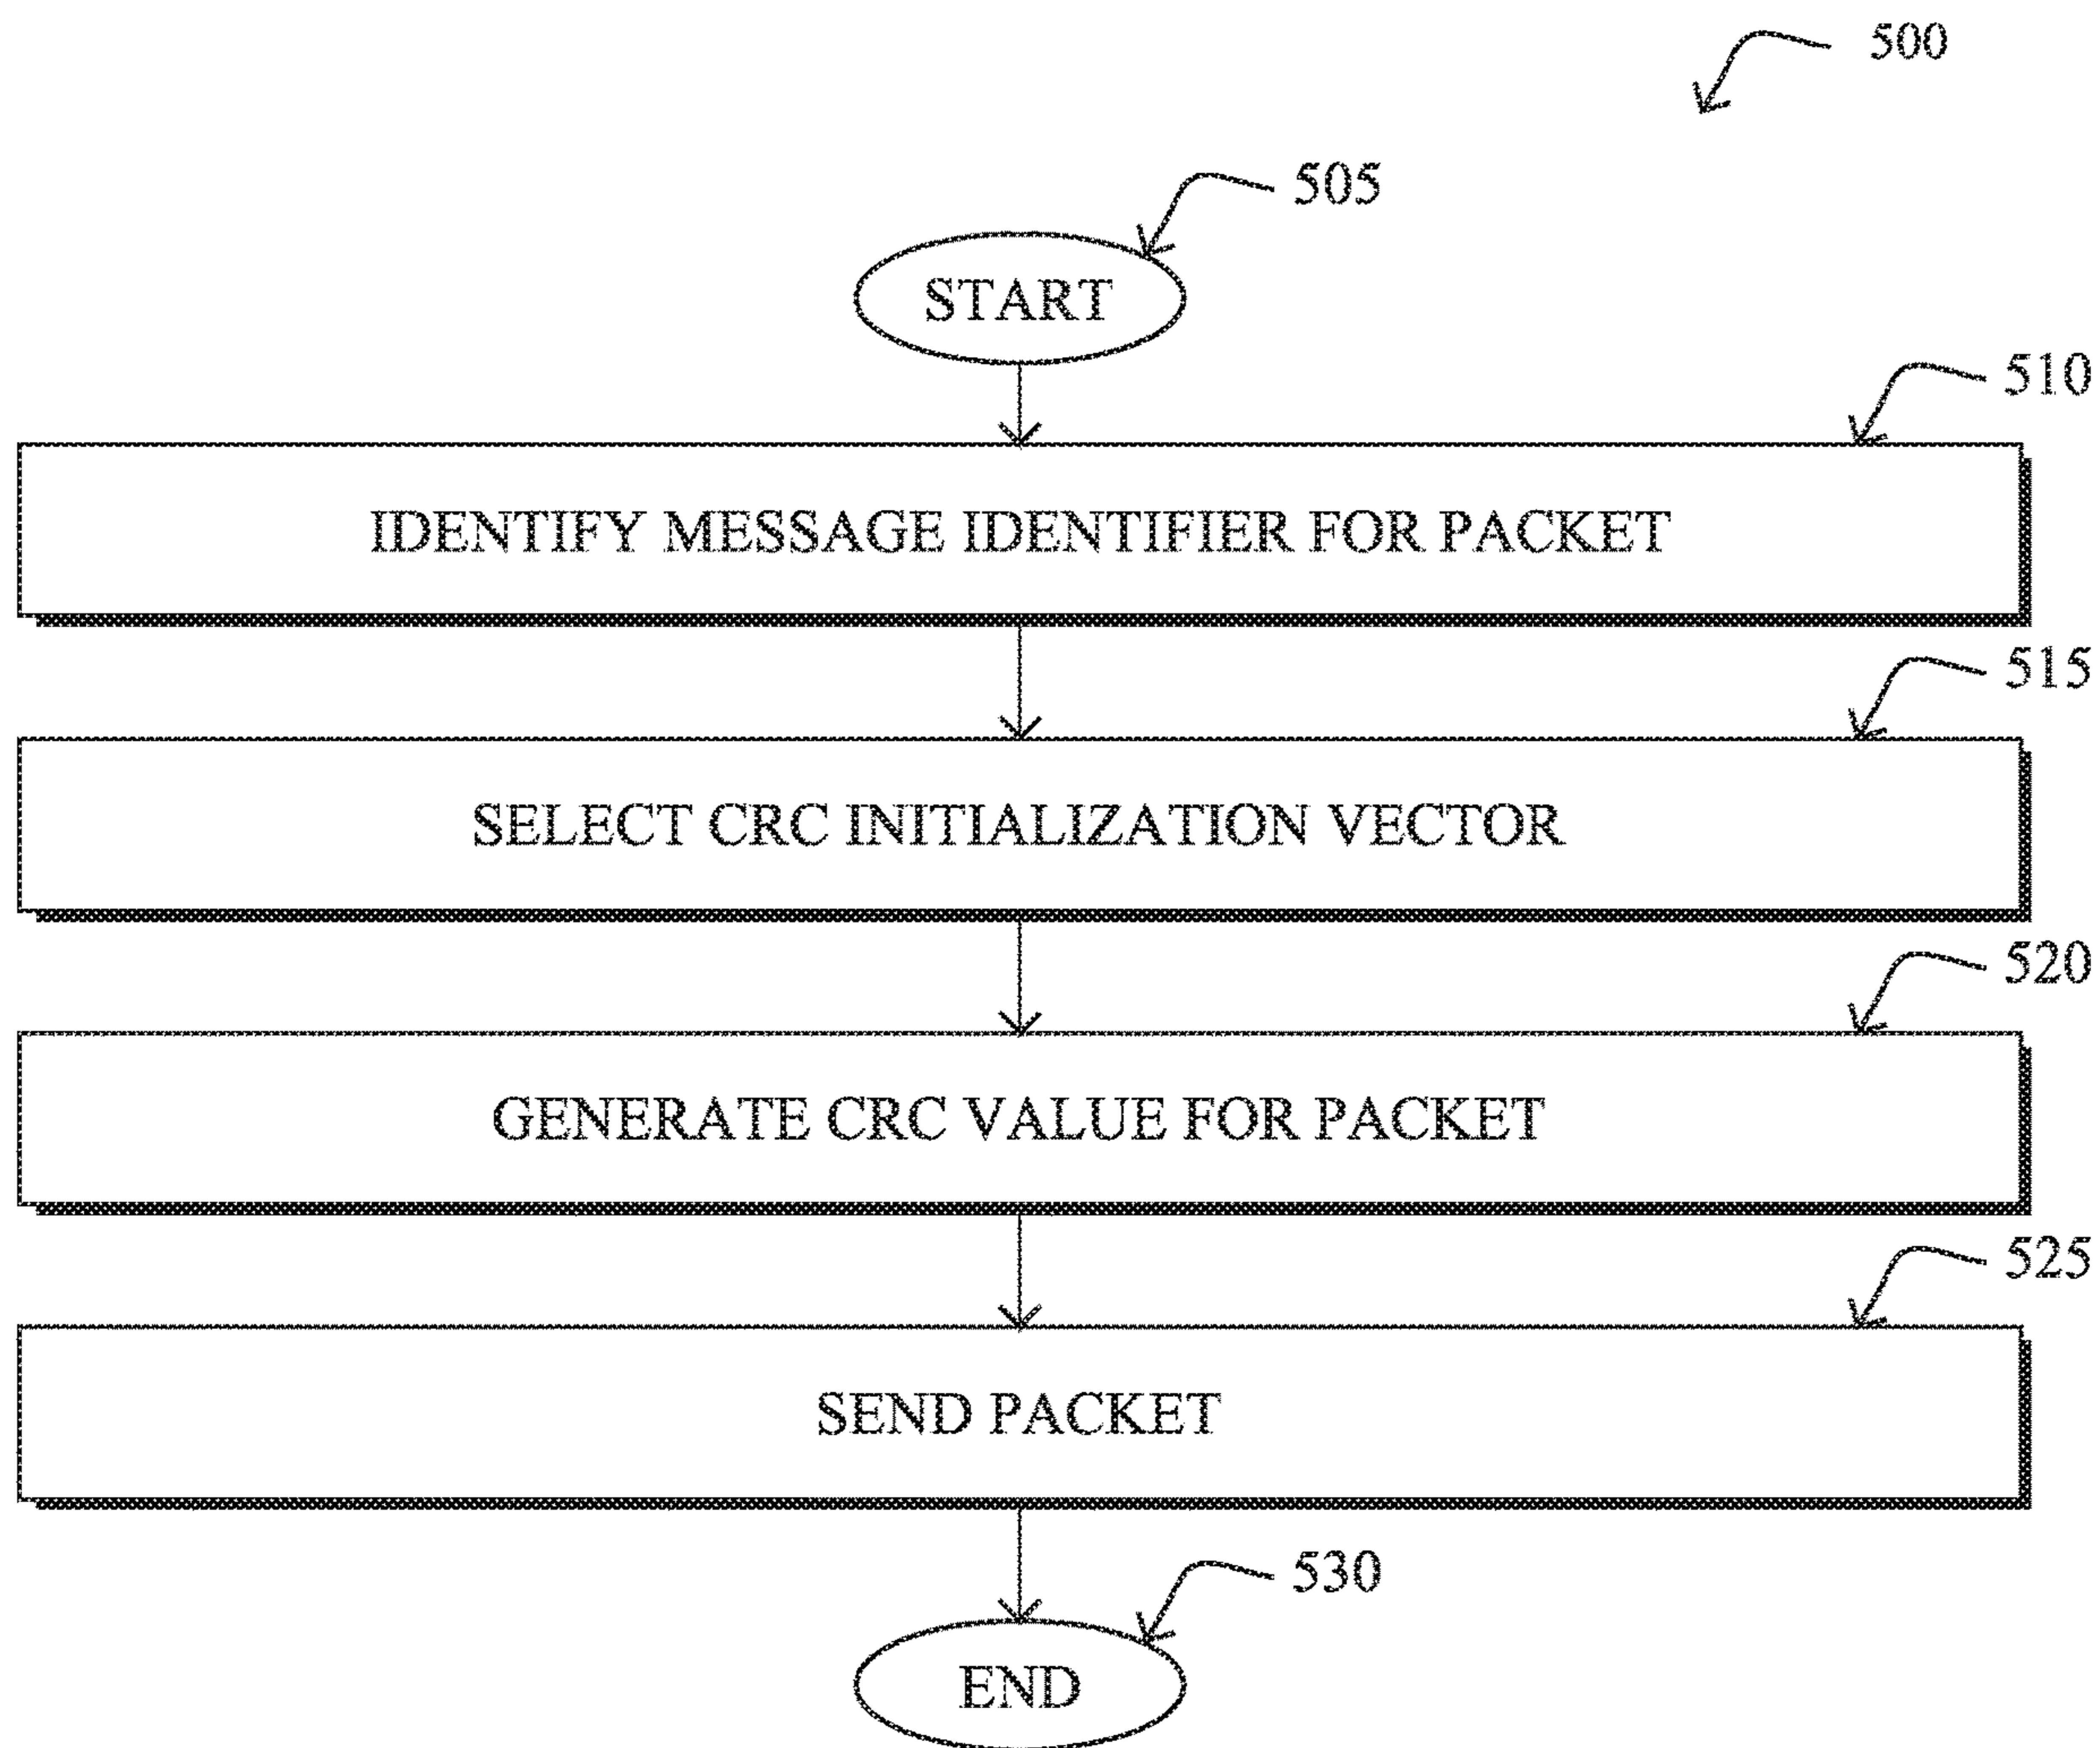 500
505
START
510
IDENTIFY MESSAGE IDENTIFIER FOR PACKET
515
SELECT CRC INITIALIZATION VECTOR
520
GENERATE CRC VALUE FOR PACKET
525
SEND PACKET
530
END